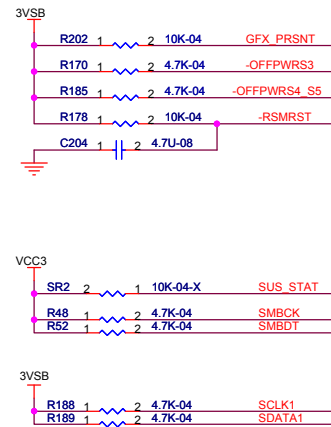 3VSB
R202 1 2 10K-04 GFX_PRSNT
R170 1 2 4.7K-04 -OFFPWRS3
R185 1 2 4.7K-04 -OFFPWRS4_S5
R178 1 2 10K-04 -RSMRST
C204 1 2 4.7U-08
VCC3
SR2 2 1 10K-04-X SUS_STAT
R48 1 2 4.7K-04 SMBCK
R52 1 2 4.7K-04 SMBDT
3VSB
R188 1 2 4.7K-04 SCLK1
R189 1 2 4.7K-04 SDATA1